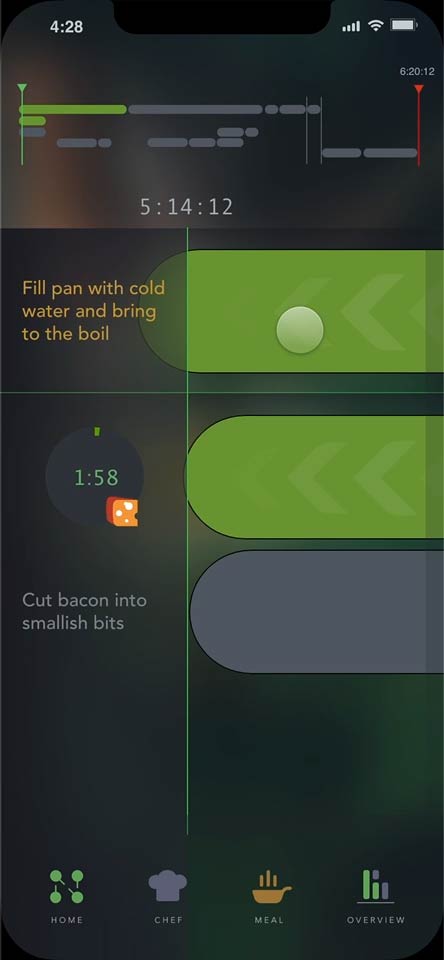 4:28
6:20:12
5:14:12
Fill pan with cold
water and bring
to the boil
1:58
Cut bacon into
smallish bits
HOME
CHEF
MEAL
OVERVIEW